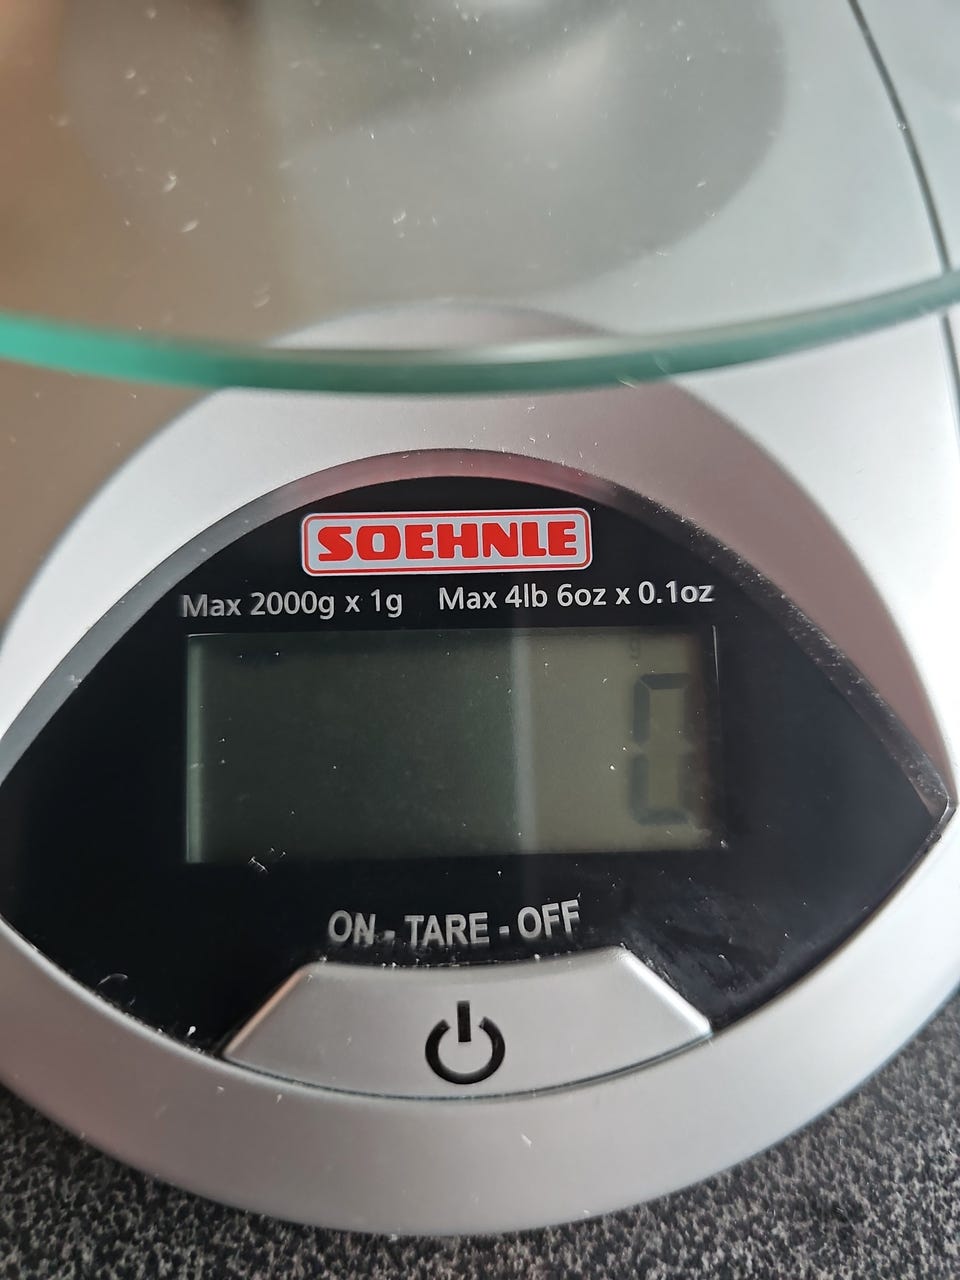 SOEHNLE
Max 2000g x 1g Max 4lb 6oz x 0.1oz
g
0
ON - TARE - OFF